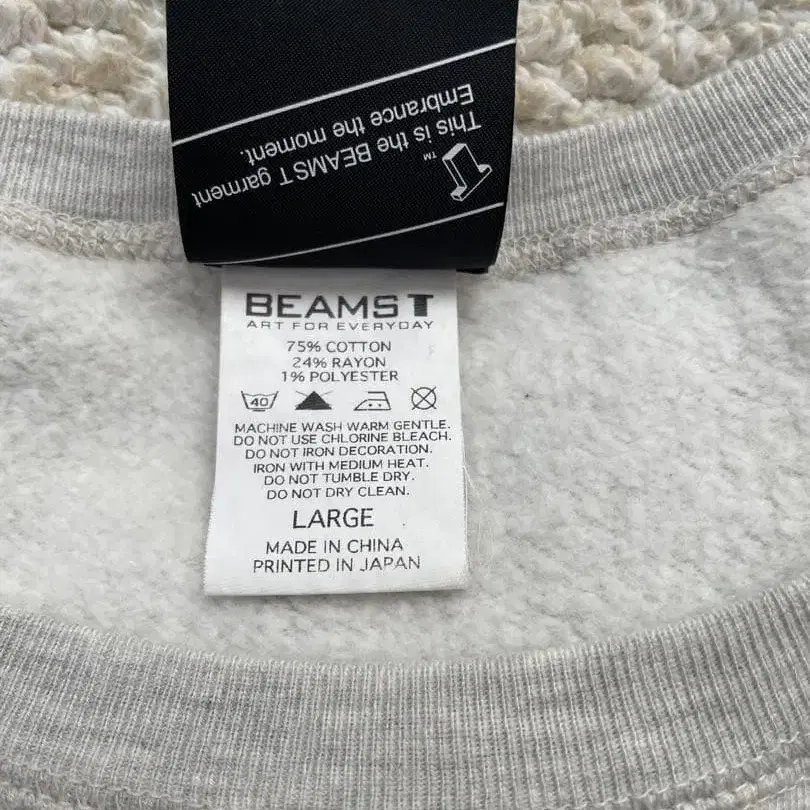 This is the BEAMS T garment
Embrance the moment.
TM
BEAMS T
ART FOR EVERYDAY
75% COTTON
24% RAYON
1% POLYESTER
40
MACHINE WASH WARM GENTLE.
DO NOT USE CHLORINE BLEACH.
DO NOT IRON DECORATION.
IRON WITH MEDIUM HEAT.
DO NOT TUMBLE DRY.
DO NOT DRY CLEAN.
LARGE
MADE IN CHINA
PRINTED IN JAPAN